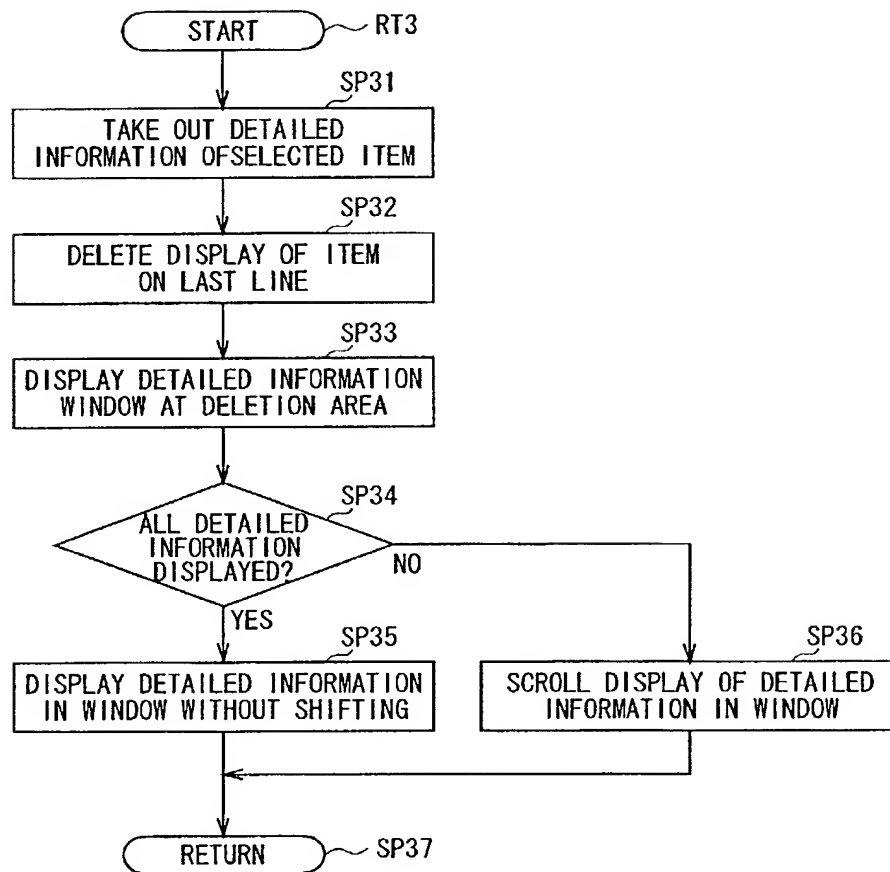 START
RT3
SP31
TAKE OUT DETAILED
INFORMATION OFSELECTED ITEM
SP32
DELETE DISPLAY OF ITEM
ON LAST LINE
SP33
DISPLAY DETAILED INFORMATION
WINDOW AT DELETION AREA
SP34
ALL DETAILED
INFORMATION
DISPLAYED?
NO
YES
SP35
DISPLAY DETAILED INFORMATION
IN WINDOW WITHOUT SHIFTING
SP36
SCROLL DISPLAY OF DETAILED
INFORMATION IN WINDOW
RETURN
SP37